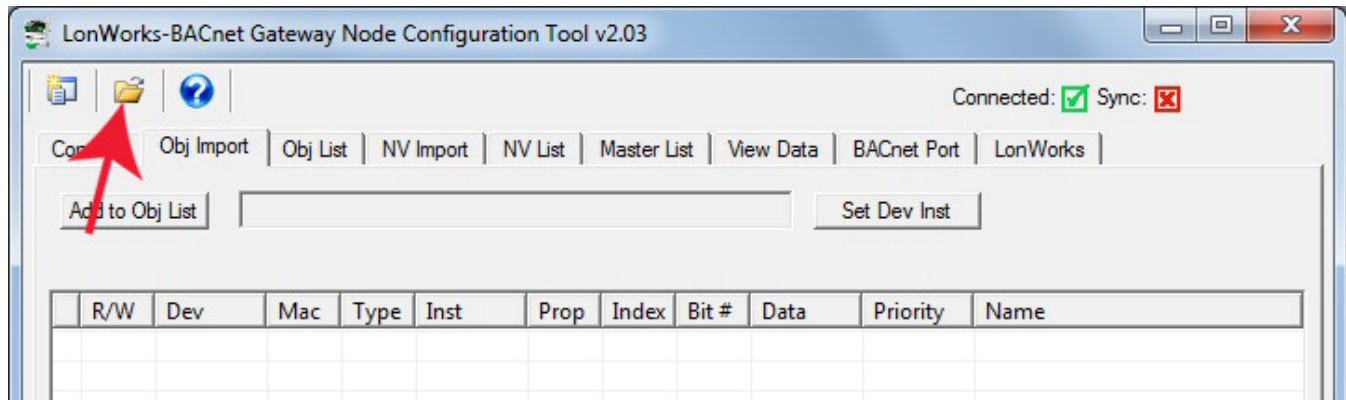 LonWorks-BACnet Gateway Node Configuration Tool v2.03
Connected: Sync:
Obj Import Obj List NV Import NV List Master List View Data BACnet Port LonWorks
Add to Obj List Set Dev Inst
R/W Dev Mac Type Inst Prop Index Bit # Data Priority Name